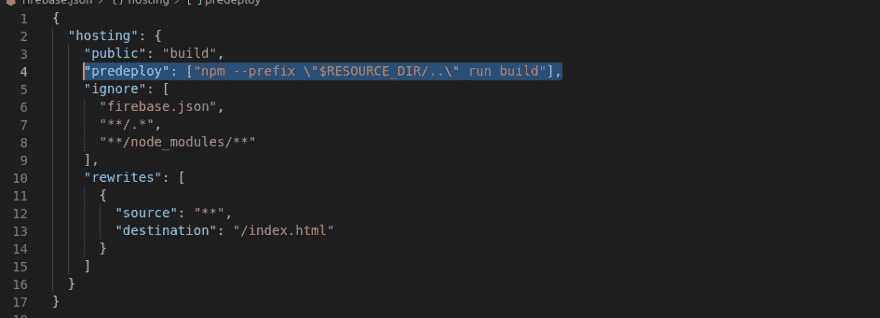 firebase.json > {} hosting > [ ] predeploy
1 {
2 "hosting": {
3 "public": "build",
4 "predeploy": ["npm --prefix \"$RESOURCE_DIR/..\" run build"],
5 "ignore": [
6 "firebase.json",
7 "**/.*",
8 "**/node_modules/**"
9 ],
10 "rewrites": [
11 {
12 "source": "**",
13 "destination": "/index.html"
14 }
15 ]
16 }
17 }
18